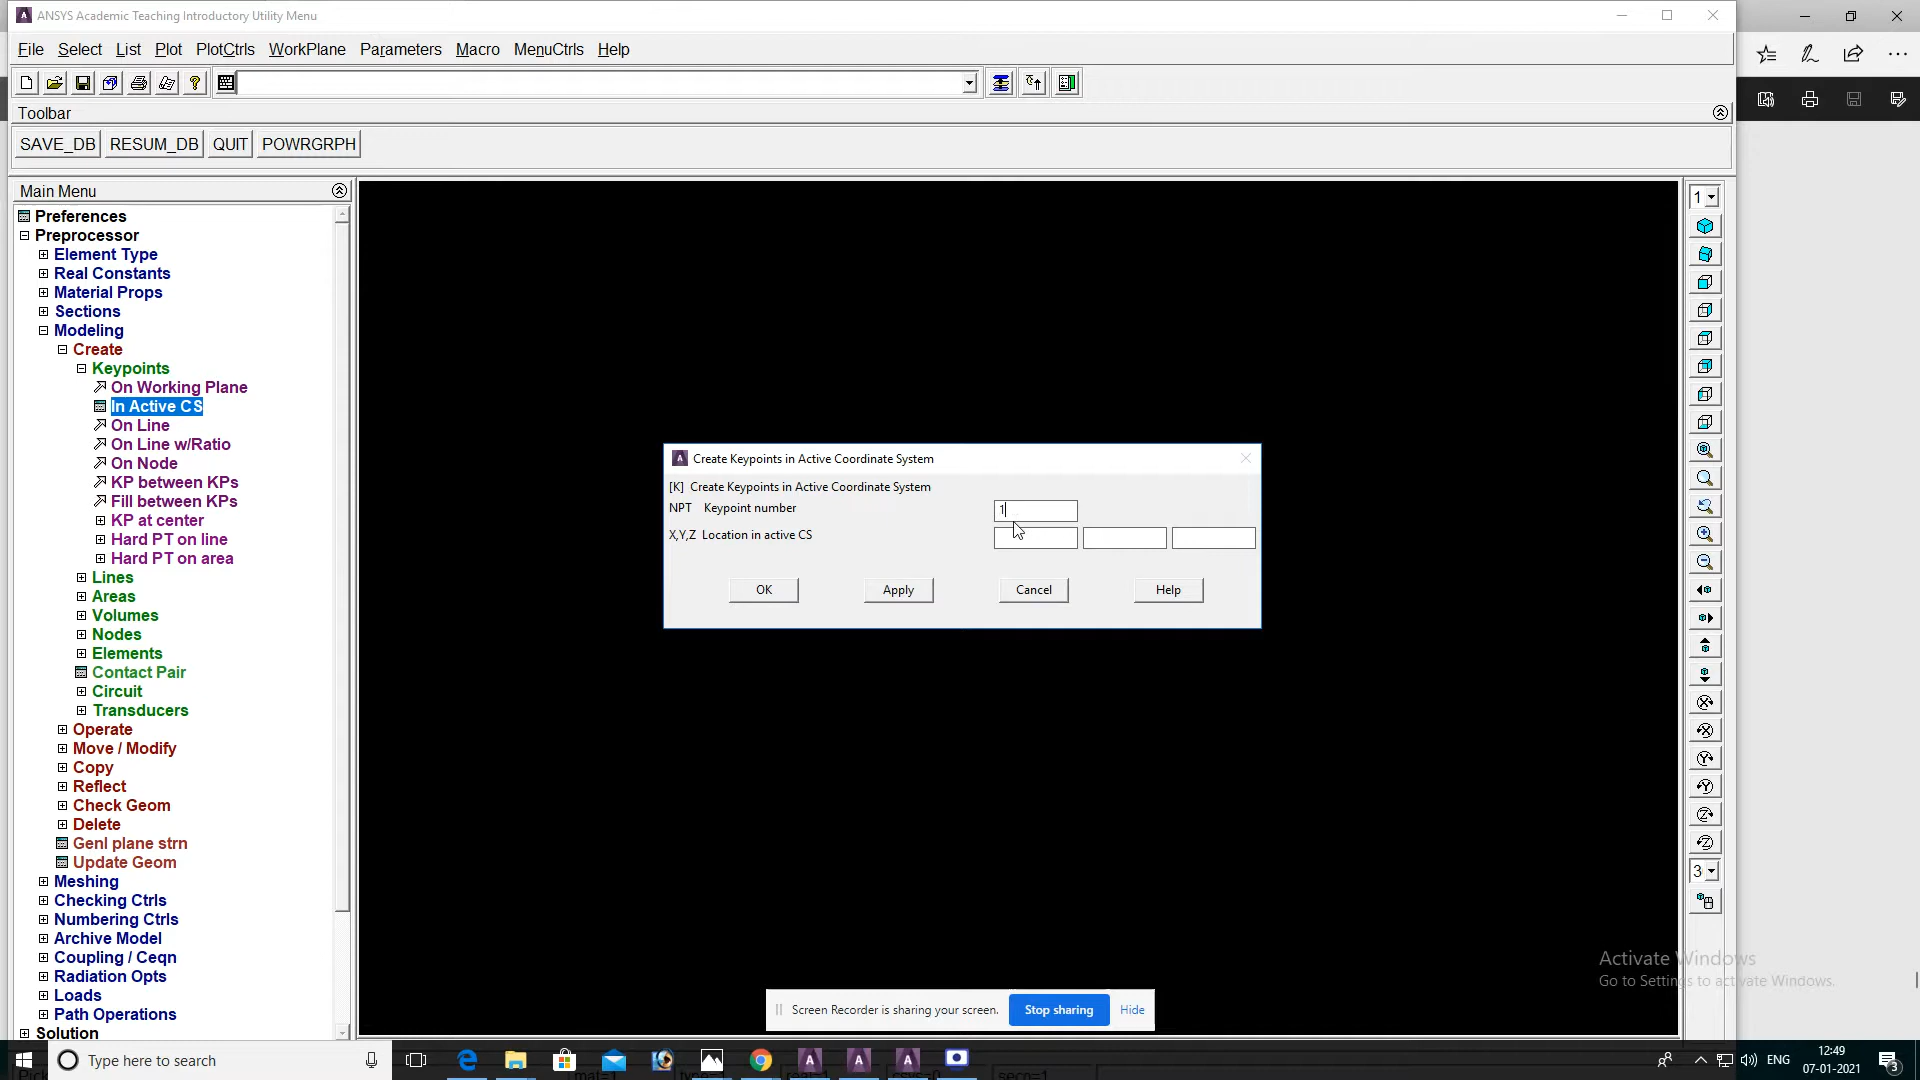 ANSYS Academic Teaching Introductory Utility Menu
File Select List Plot PlotCtrls WorkPlane Parameters Macro MenuCtrls Help
Toolbar
SAVE_DB RESUM_DB QUIT POWRGRPH
Main Menu
Preferences
Preprocessor
Element Type
Real Constants
Material Props
Sections
Modeling
Create
Keypoints
On Working Plane
In Active CS
On Line
On Line w/Ratio
On Node
KP between KPs
Fill between KPs
KP at center
Hard PT on line
Hard PT on area
Lines
Areas
Volumes
Nodes
Elements
Contact Pair
Circuit
Transducers
Operate
Move / Modify
Copy
Reflect
Check Geom
Delete
Genl plane strn
Update Geom
Meshing
Checking Ctrls
Numbering Ctrls
Archive Model
Coupling / Ceqn
Radiation Opts
Loads
Path Operations
Solution
Create Keypoints in Active Coordinate System
[K] Create Keypoints in Active Coordinate System
NPT Keypoint number 1
X,Y,Z Location in active CS
OK Apply Cancel Help
1
3
Activate Windows
Go to Settings to activate Windows.
Screen Recorder is sharing your screen. Stop sharing Hide
Type here to search
ENG
12:49
07-01-2021
3